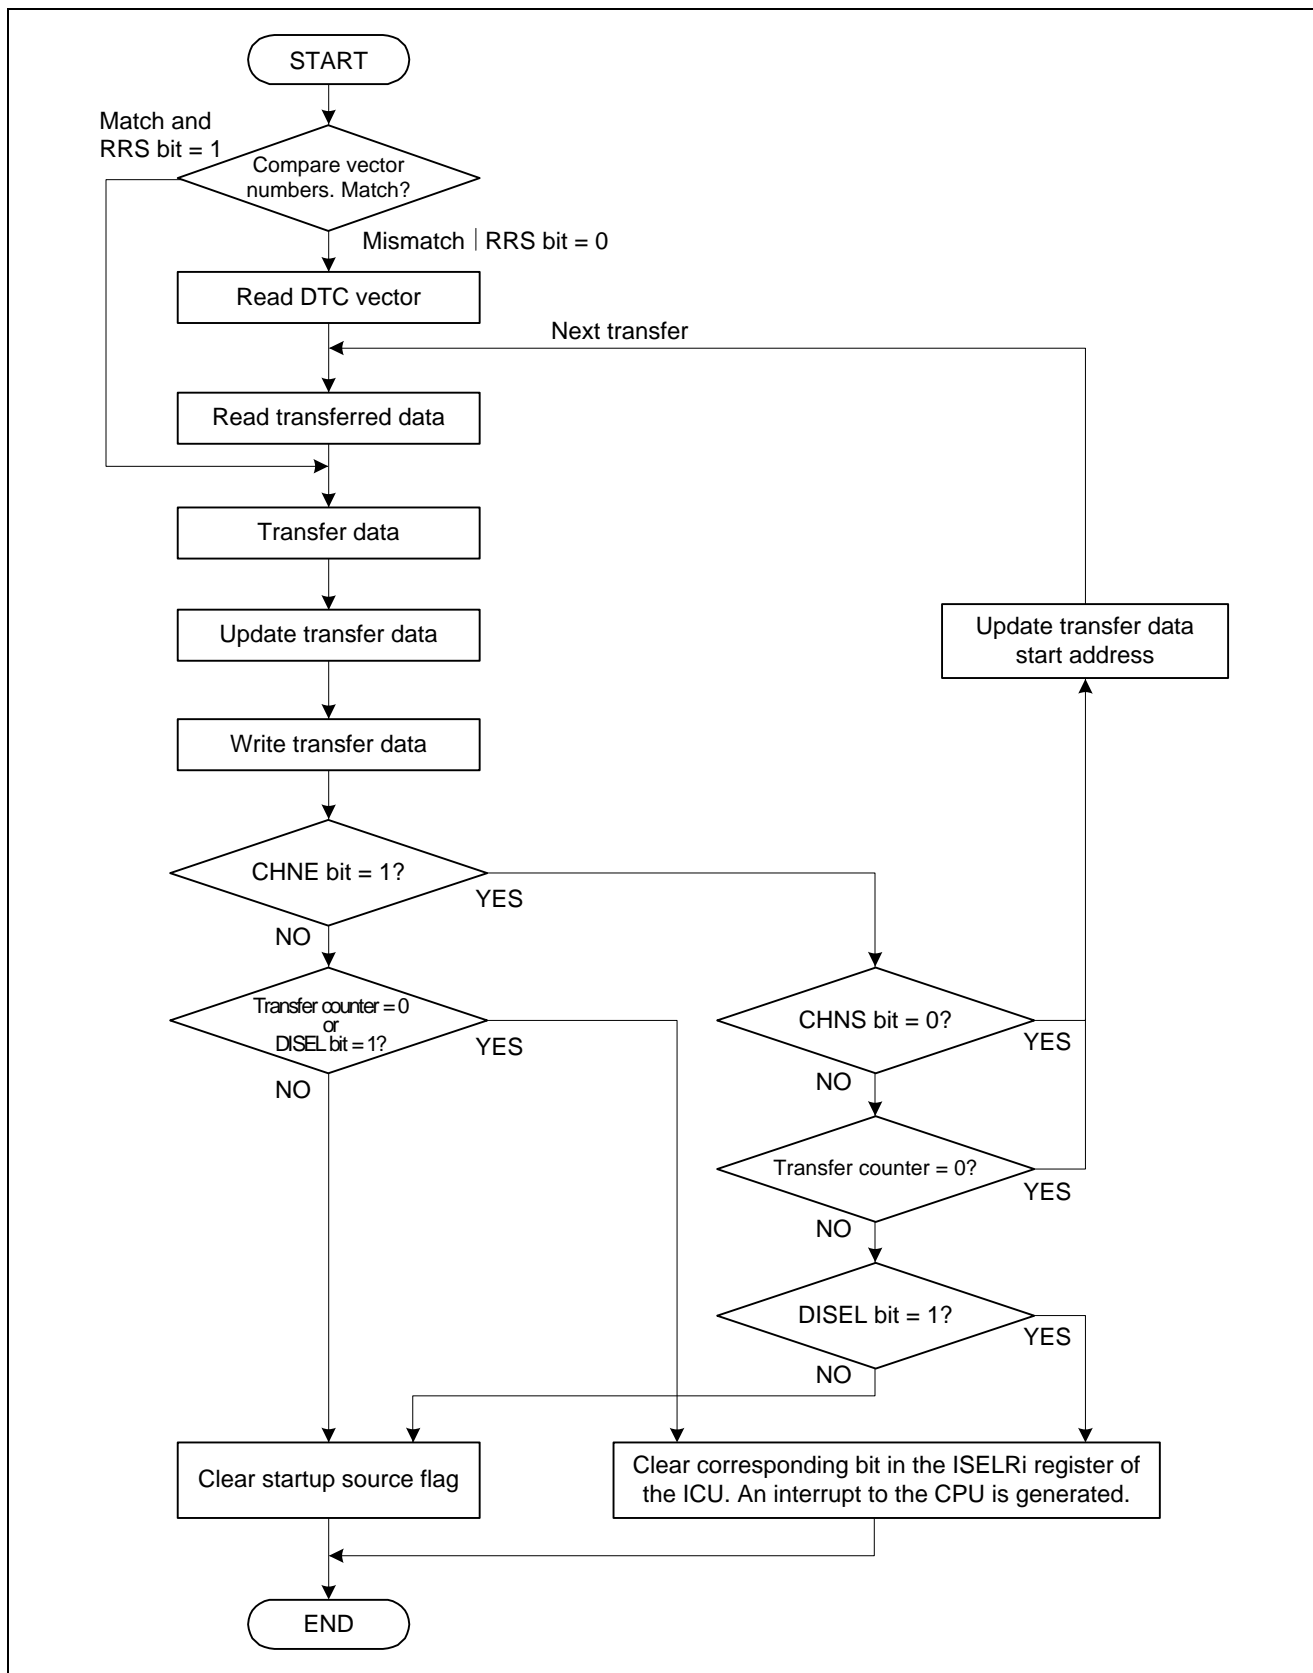 START
Match and
RRS bit = 1
Compare vector
numbers. Match?
Mismatch | RRS bit = 0
Read DTC vector
Next transfer
Read transferred data
Transfer data
Update transfer data
Update transfer data
start address
Write transfer data
CHNE bit = 1?
YES
NO
Transfer counter = 0
or
DISEL bit = 1?
YES
NO
CHNS bit = 0?
YES
NO
Transfer counter = 0?
YES
NO
DISEL bit = 1?
YES
NO
Clear startup source flag
Clear corresponding bit in the ISELRi register of
the ICU. An interrupt to the CPU is generated.
END